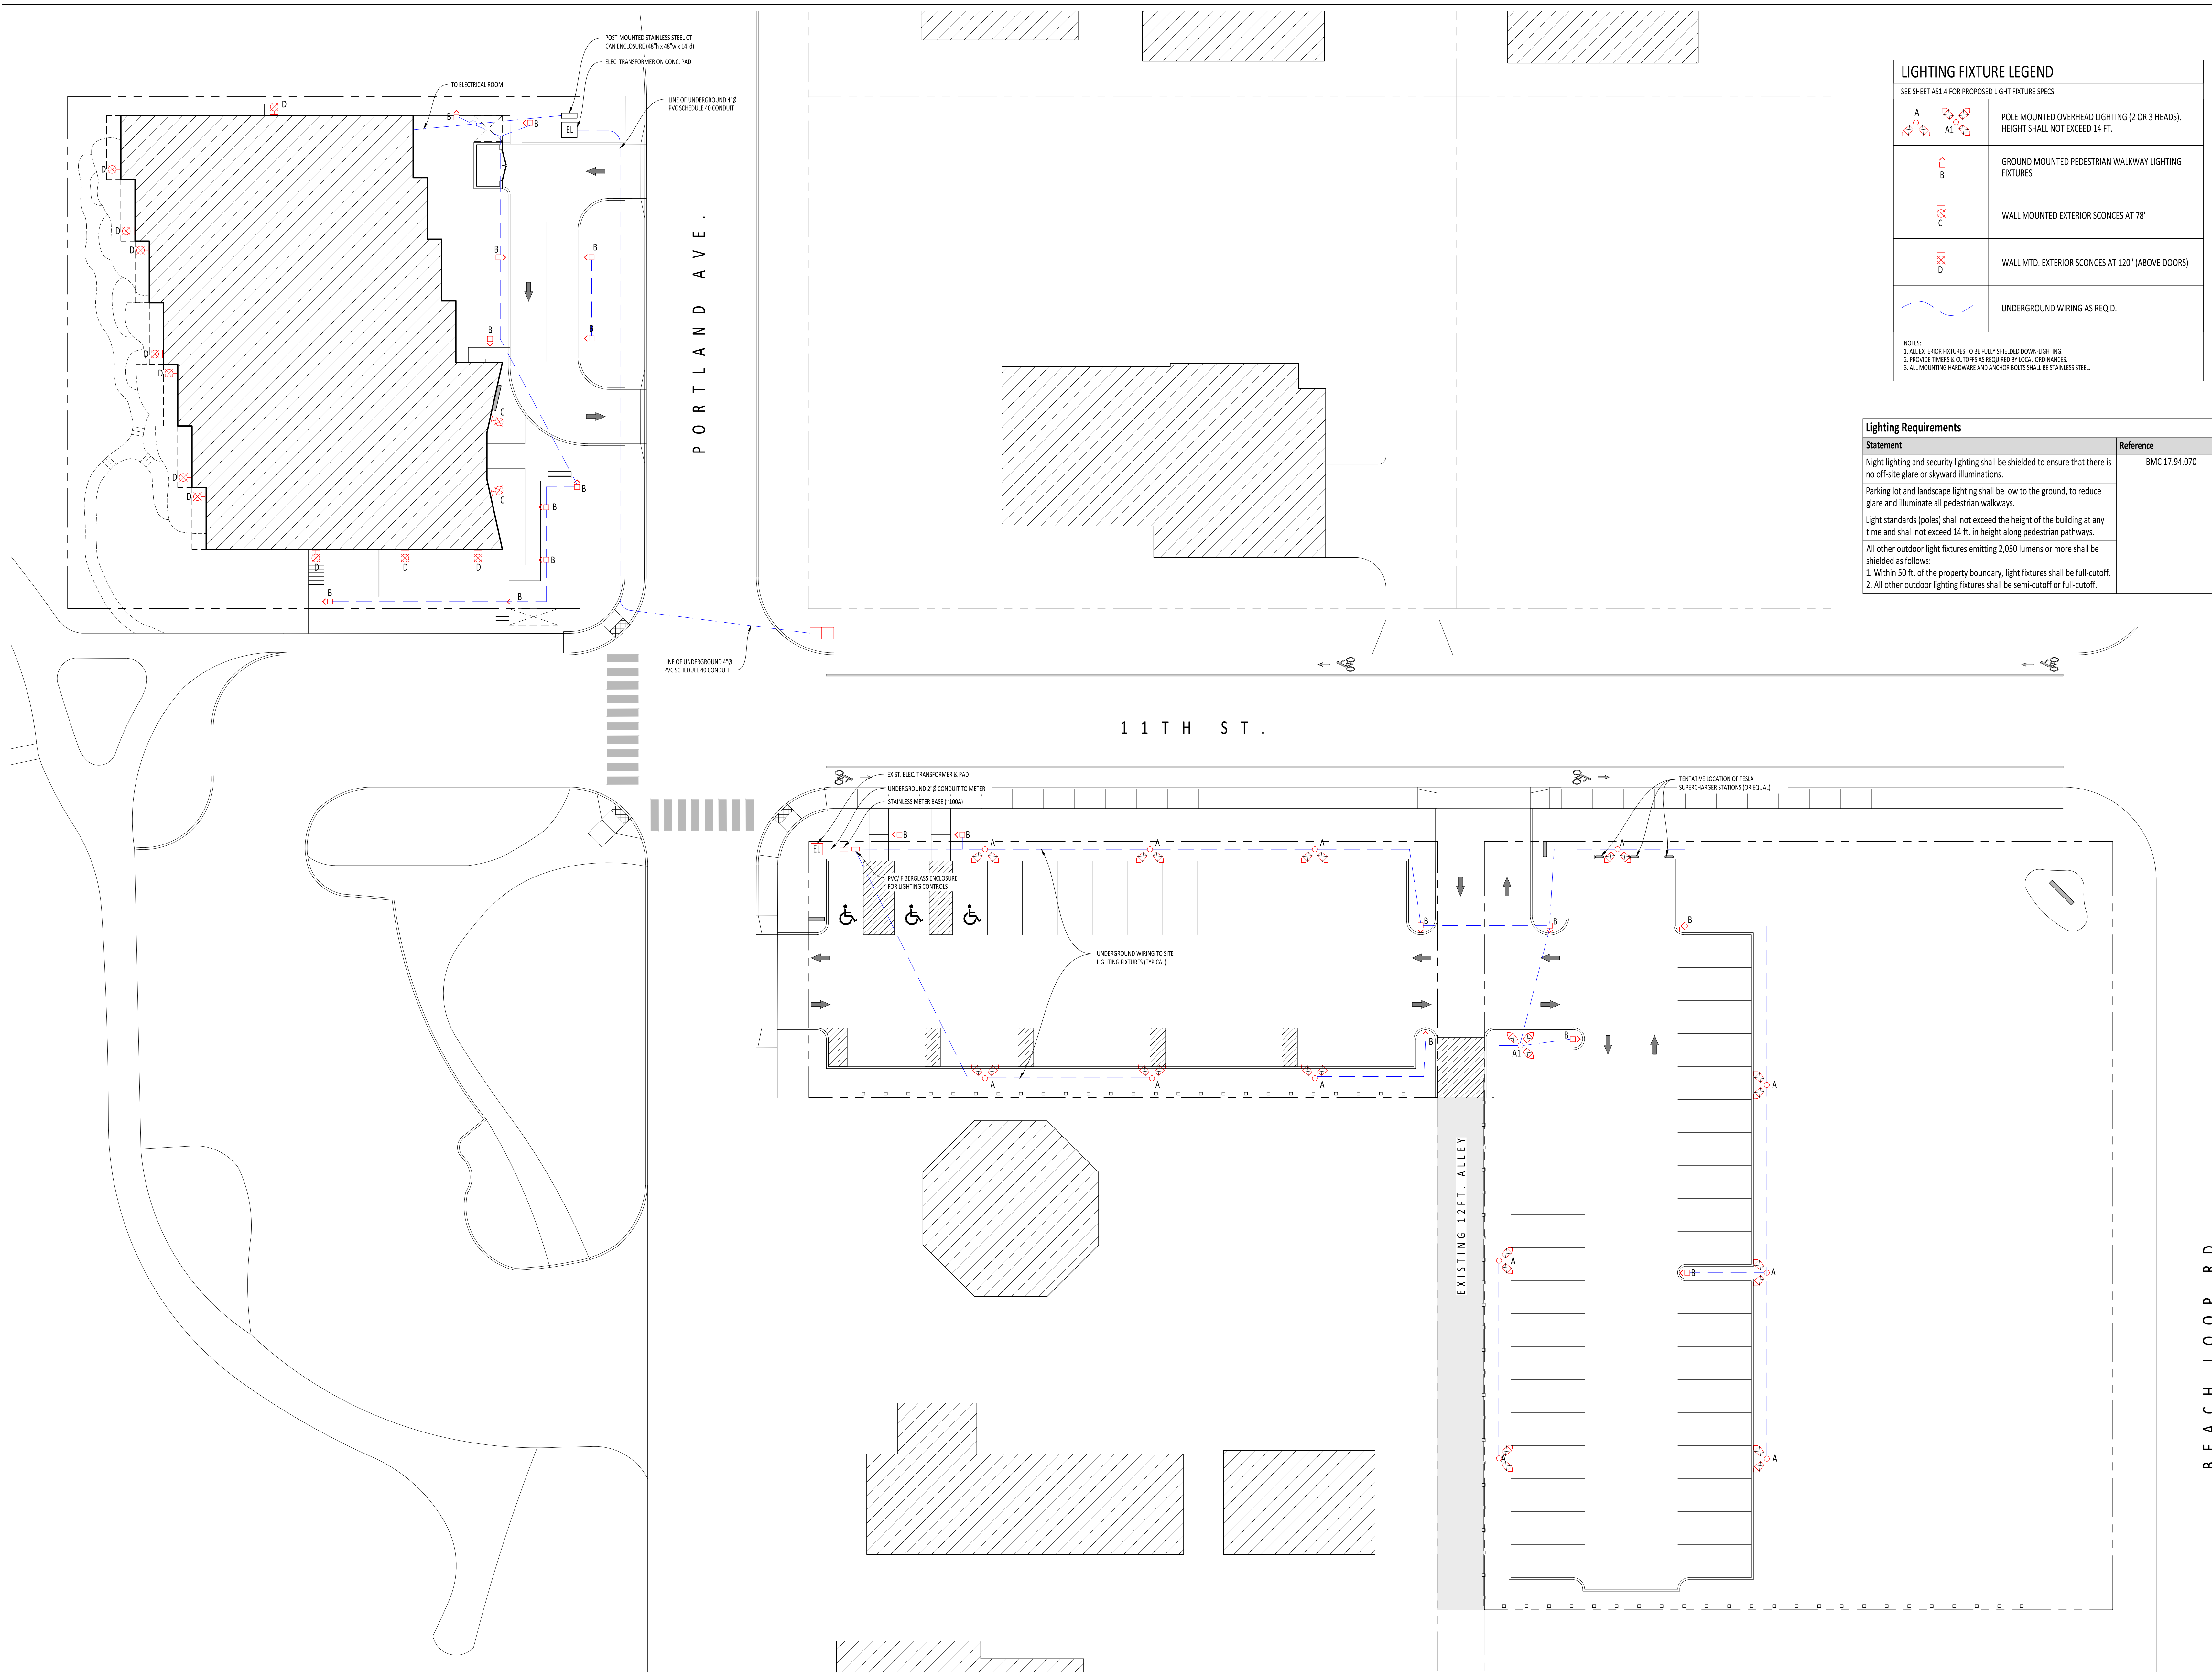 POST-MOUNTED STAINLESS STEEL CT
CAN ENCLOSURE (48"h x 48"w x 14"d)
ELEC. TRANSFORMER ON CONC. PAD
TO ELECTRICAL ROOM
LINE OF UNDERGROUND 4"Ø
PVC SCHEDULE 40 CONDUIT
D
B
B
EL
D
D
D
B
B
B
B
D
D
C
D
D
C
B
B
B
D
D
D
B
B
PORTLAND AVE.
LINE OF UNDERGROUND 4"Ø
PVC SCHEDULE 40 CONDUIT
LIGHTING FIXTURE LEGEND
SEE SHEET AS1.4 FOR PROPOSED LIGHT FIXTURE SPECS
A
A1
POLE MOUNTED OVERHEAD LIGHTING (2 OR 3 HEADS).
HEIGHT SHALL NOT EXCEED 14 FT.
B
GROUND MOUNTED PEDESTRIAN WALKWAY LIGHTING
FIXTURES
C
WALL MOUNTED EXTERIOR SCONCES AT 78"
D
WALL MTD. EXTERIOR SCONCES AT 120" (ABOVE DOORS)
UNDERGROUND WIRING AS REQ'D.
NOTES:
1. ALL EXTERIOR FIXTURES TO BE FULLY SHIELDED DOWN-LIGHTING.
2. PROVIDE TIMERS & CUTOFFS AS REQUIRED BY LOCAL ORDINANCES.
3. ALL MOUNTING HARDWARE AND ANCHOR BOLTS SHALL BE STAINLESS STEEL.
Lighting Requirements
Statement
Reference
Night lighting and security lighting shall be shielded to ensure that there is
no off-site glare or skyward illuminations.
BMC 17.94.070
Parking lot and landscape lighting shall be low to the ground, to reduce
glare and illuminate all pedestrian walkways.
Light standards (poles) shall not exceed the height of the building at any
time and shall not exceed 14 ft. in height along pedestrian pathways.
All other outdoor light fixtures emitting 2,050 lumens or more shall be
shielded as follows:
1. Within 50 ft. of the property boundary, light fixtures shall be full-cutoff.
2. All other outdoor lighting fixtures shall be semi-cutoff or full-cutoff.
11TH ST.
EXIST. ELEC. TRANSFORMER & PAD
UNDERGROUND 2"Ø CONDUIT TO METER
STAINLESS METER BASE (~100A)
TENTATIVE LOCATION OF TESLA
SUPERCHARGER STATIONS (OR EQUAL)
EL
B
B
A
A
A
A
PVC/ FIBERGLASS ENCLOSURE
FOR LIGHTING CONTROLS
B
B
B
UNDERGROUND WIRING TO SITE
LIGHTING FIXTURES (TYPICAL)
B
B
A1
A
A
A
A
EXISTING 12FT. ALLEY
A
B
A
A
A
BEACH LOOP RD